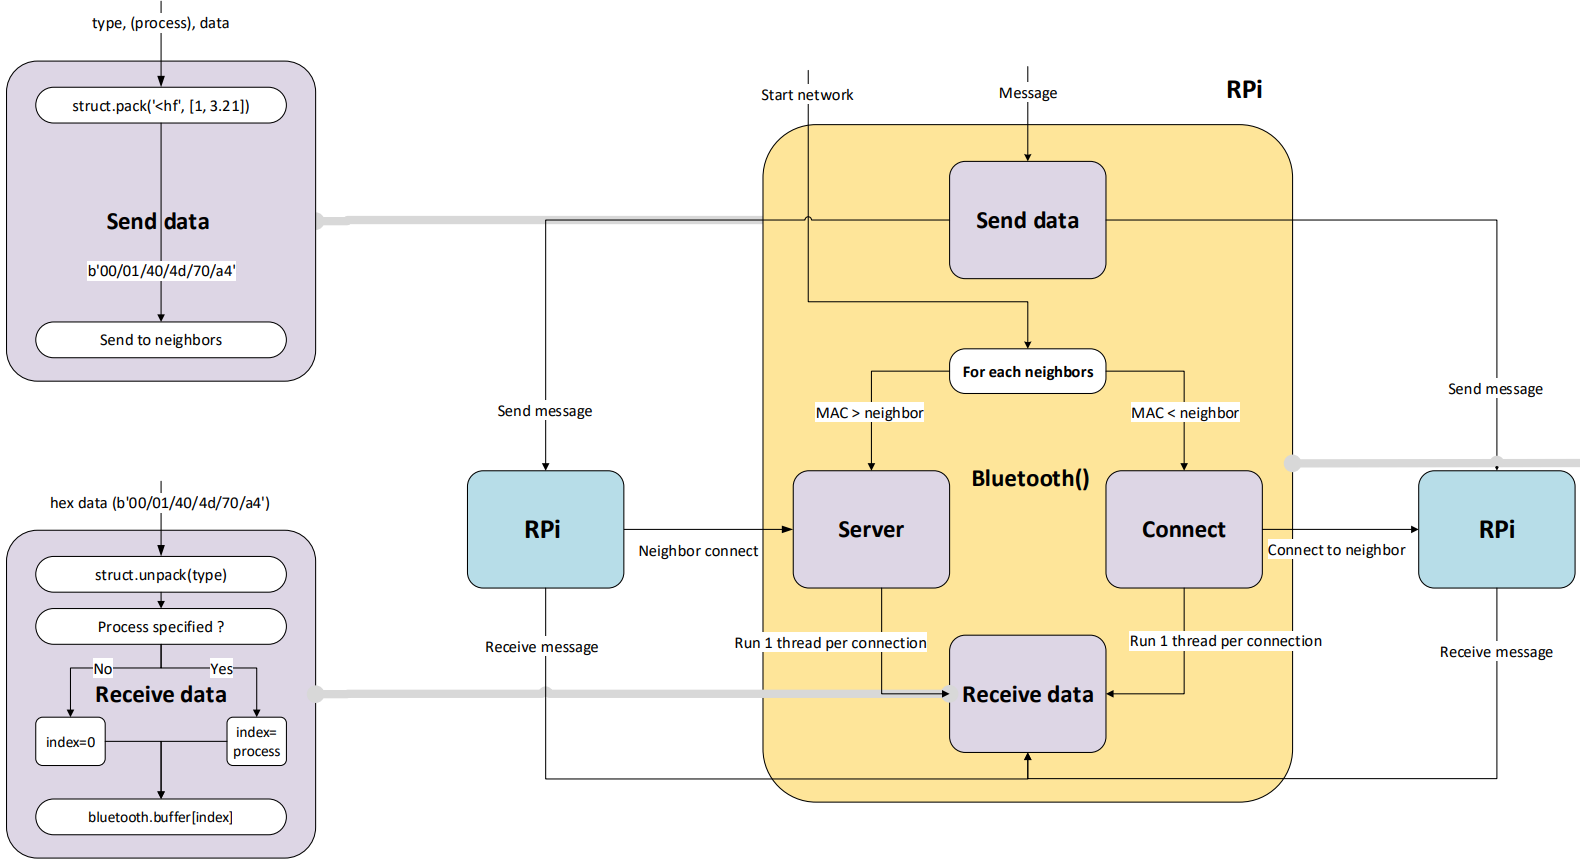 type, (process), data
struct.pack('<hf', [1, 3.21])
Send data
b'00/01/40/4d/70/a4'
Send to neighbors
hex data (b'00/01/40/4d/70/a4')
struct.unpack(type)
Process specified ?
No
Yes
Receive data
index=0
index=
process
bluetooth.buffer[index]
Start network
Message
RPi
Send data
For each neighbors
MAC > neighbor
MAC < neighbor
Send message
Send message
Bluetooth()
RPi
Neighbor connect
Server
Connect
Connect to neighbor
RPi
Receive message
Run 1 thread per connection
Run 1 thread per connection
Receive message
Receive data